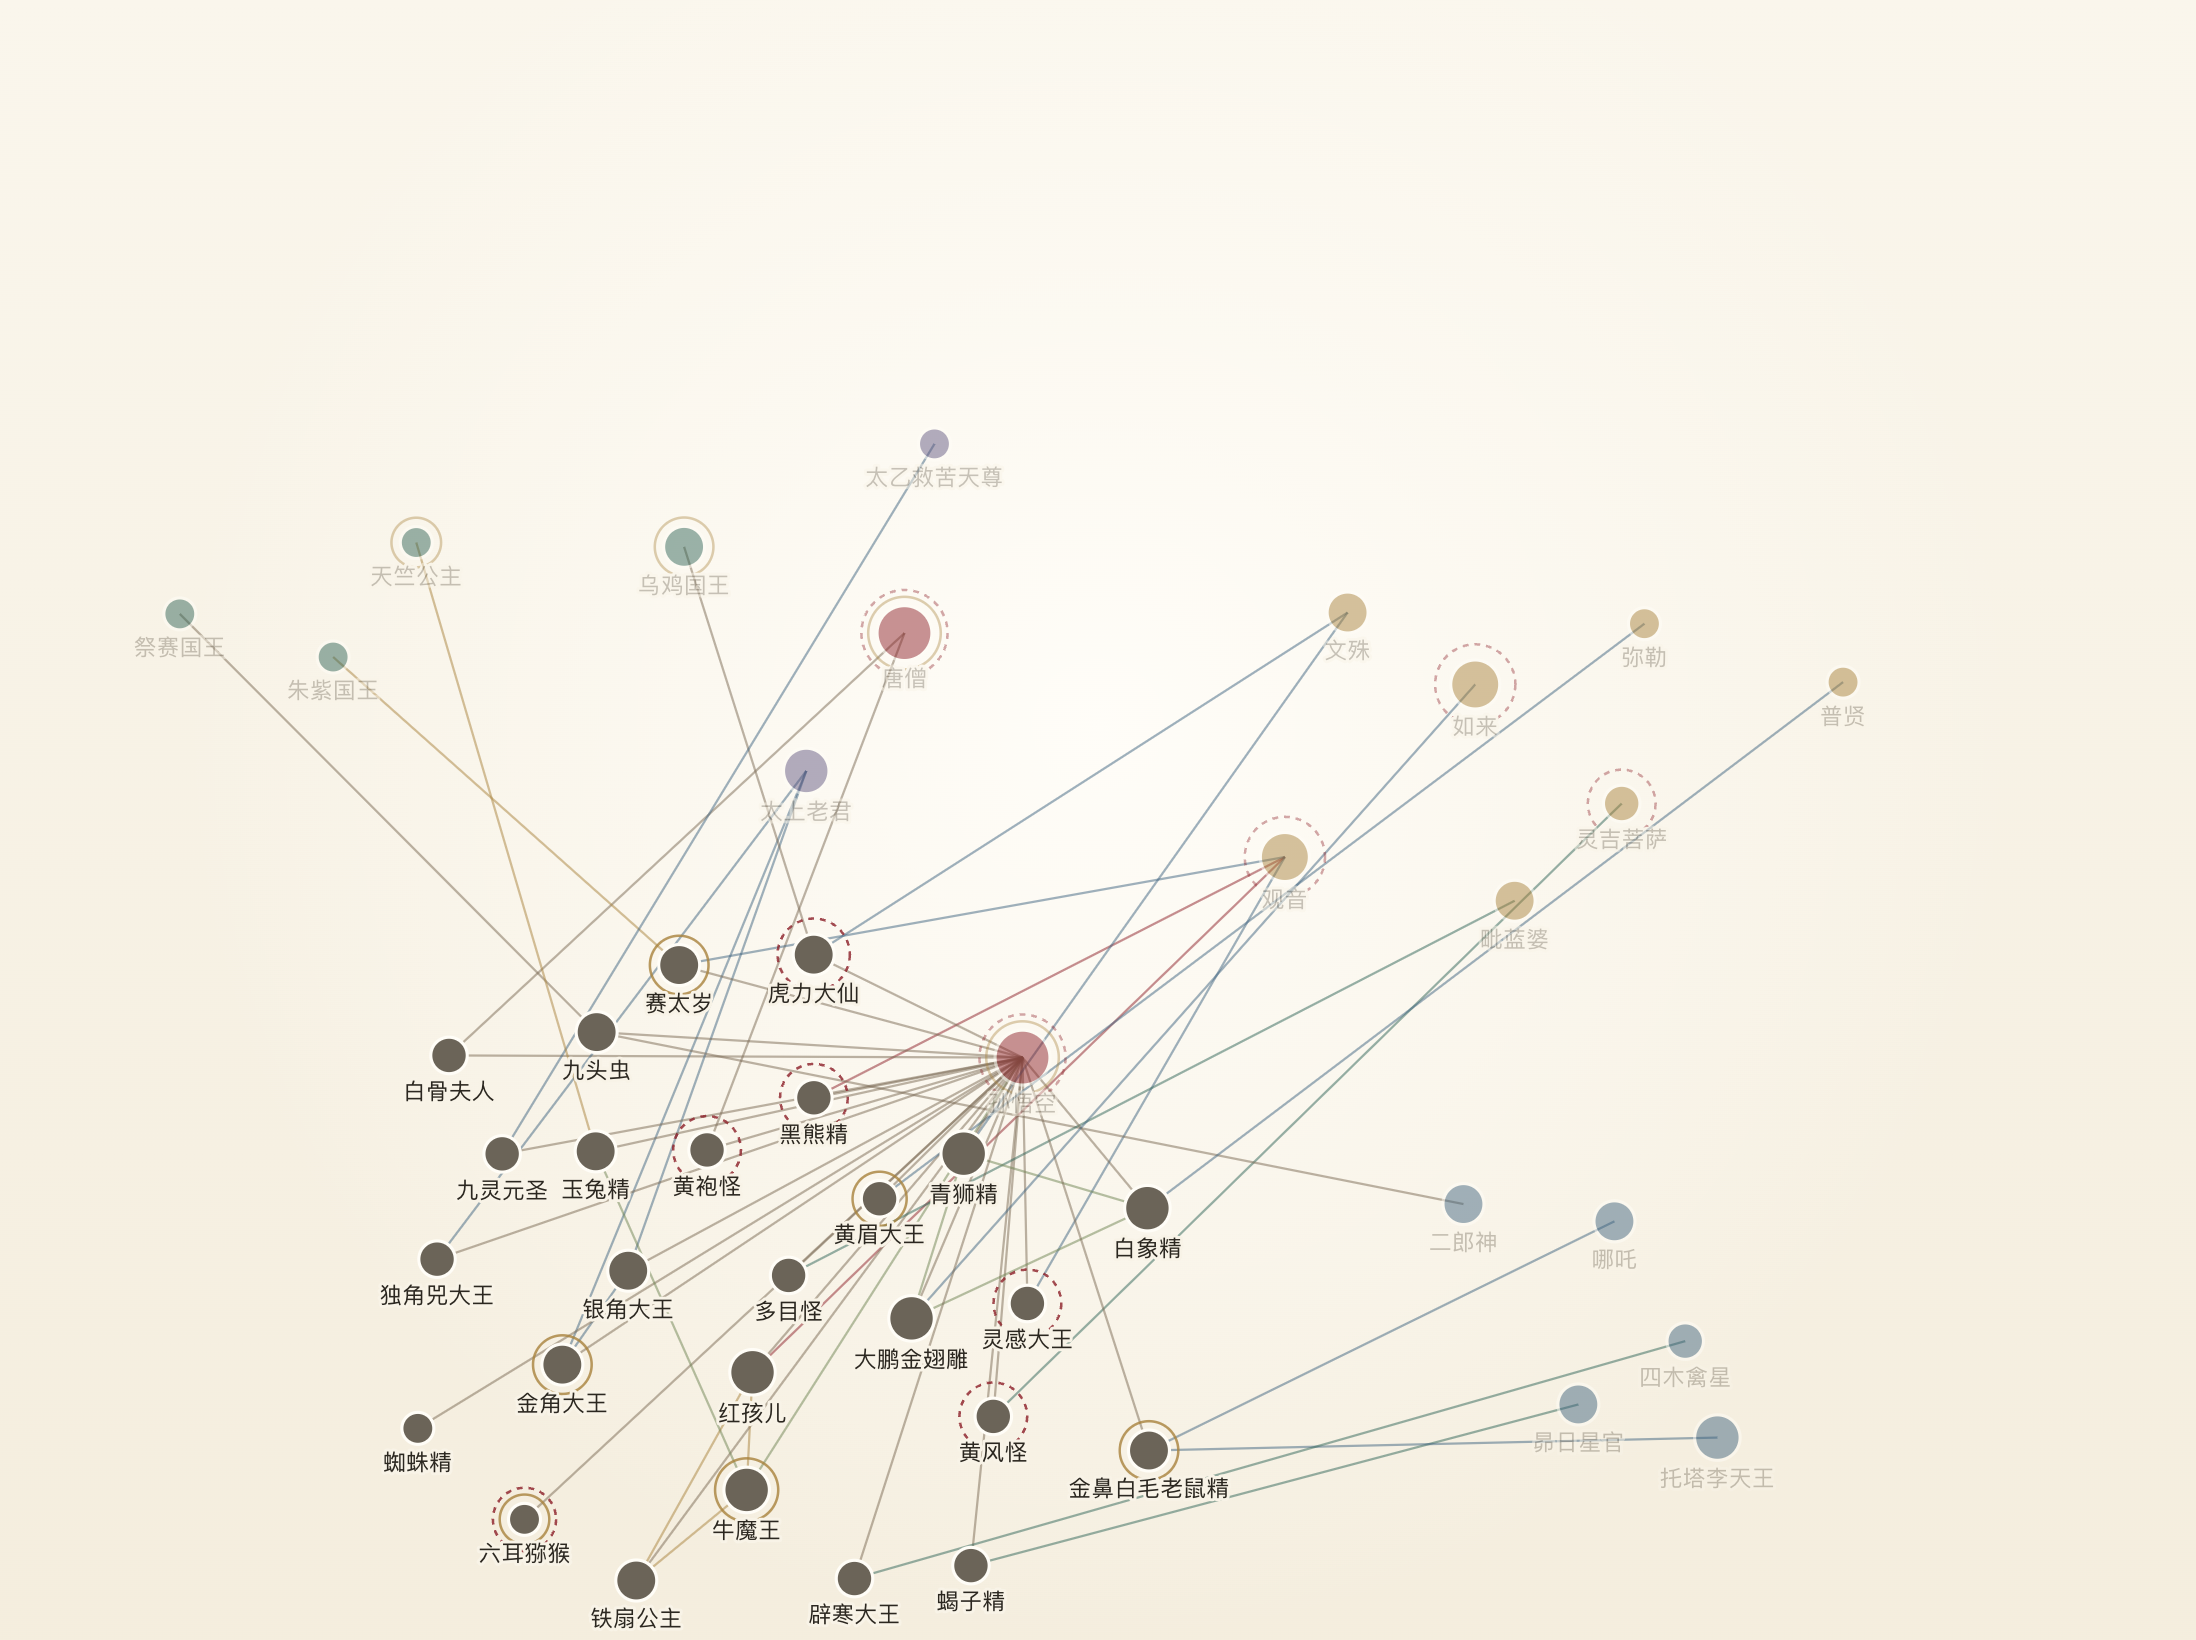 太乙救苦天尊
天竺公主
乌鸡国王
祭赛国王
文殊
弥勒
唐僧
朱紫国王
普贤
如来
太上老君
灵吉菩萨
观音
毗蓝婆
虎力大仙
赛太岁
九头虫
白骨夫人
孙悟空
黑熊精
黄袍怪
九灵元圣
玉兔精
青狮精
黄眉大王
二郎神
白象精
哪吒
独角兕大王
银角大王
多目怪
灵感大王
大鹏金翅雕
四木禽星
金角大王
红孩儿
昴日星官
黄风怪
蜘蛛精
托塔李天王
金鼻白毛老鼠精
牛魔王
六耳猕猴
蝎子精
辟寒大王
铁扇公主